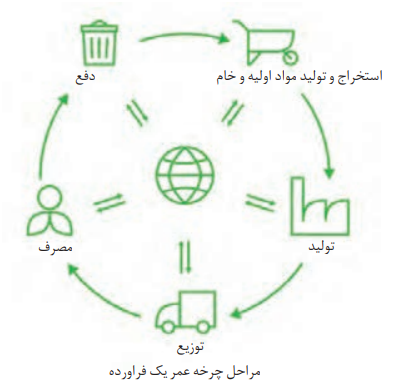 دفع
استخراج و تولید مواد اولیه و خام
تولید
مصرف
توزیع
مراحل چرخه عمر یک فراورده